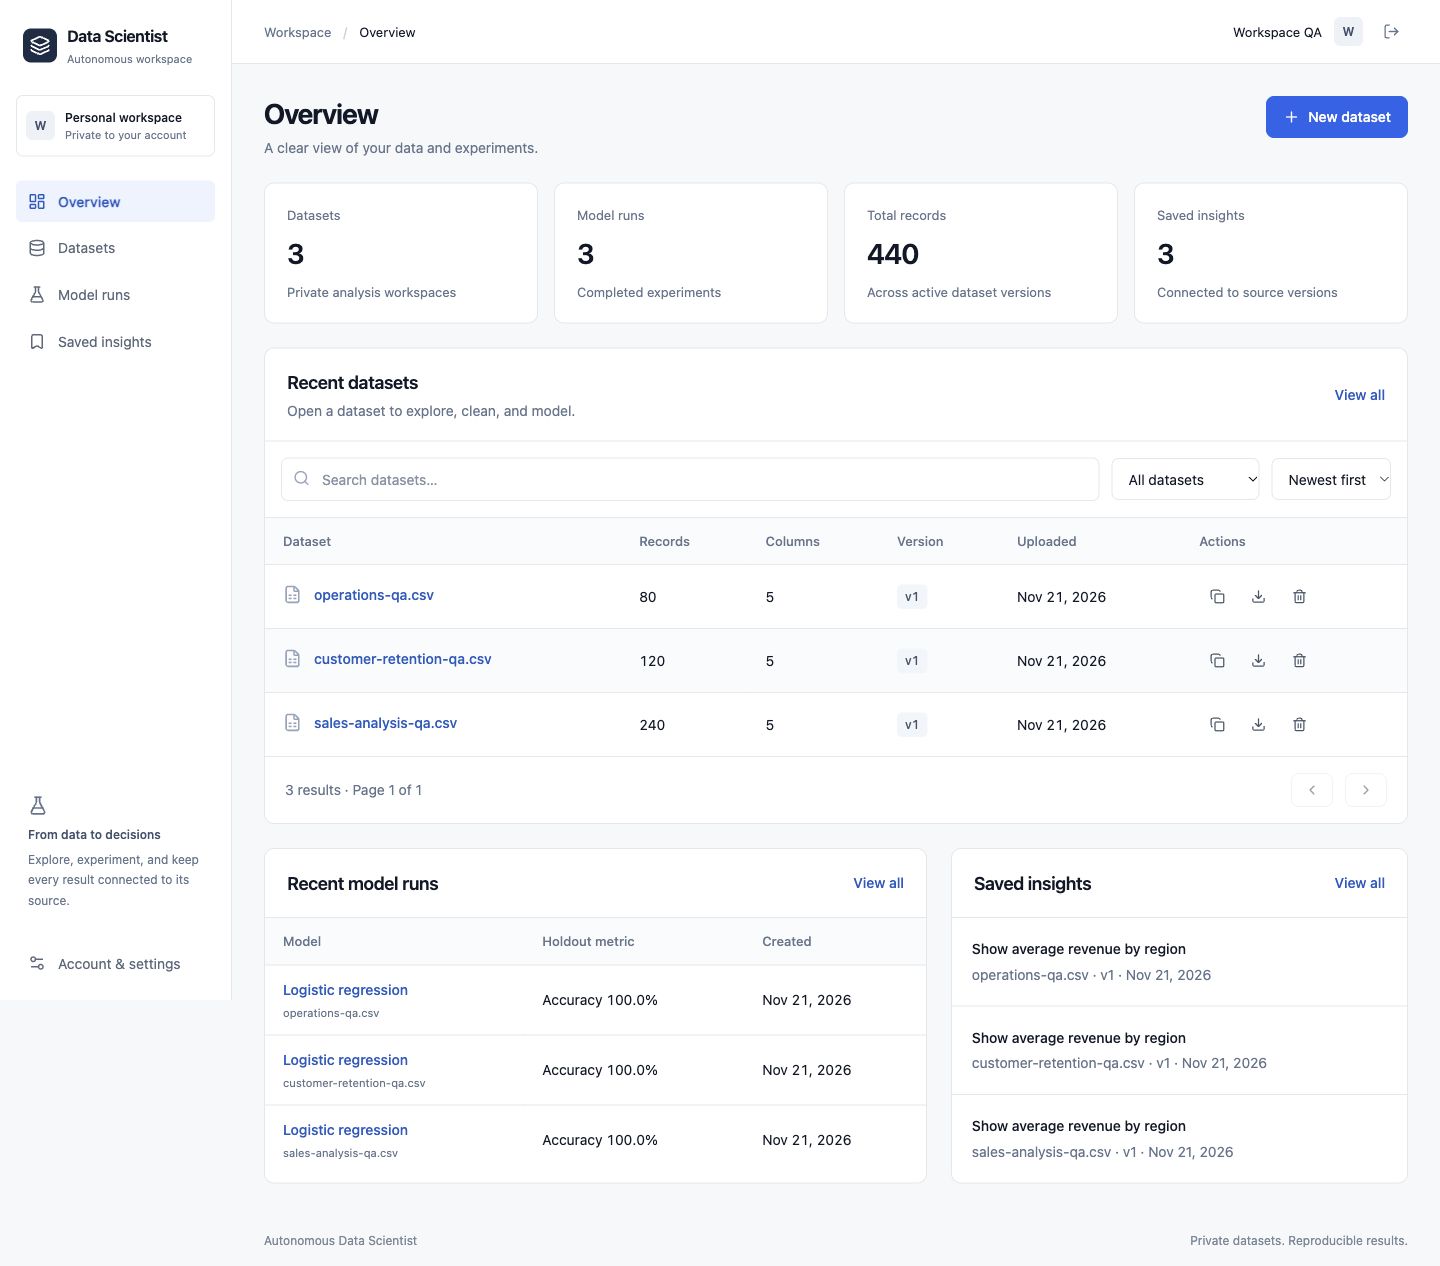 Data Scientist
Autonomous workspace
W
Personal workspace
Private to your account
Overview
Datasets
Model runs
Saved insights
From data to decisions
Explore, experiment, and keep
every result connected to its
source.
Account & settings
Workspace / Overview
Workspace QA W
Overview
A clear view of your data and experiments.
New dataset
Datasets
3
Private analysis workspaces
Model runs
3
Completed experiments
Total records
440
Across active dataset versions
Saved insights
3
Connected to source versions
Recent datasets
Open a dataset to explore, clean, and model.
View all
Search datasets...
All datasets
Newest first
Dataset Records Columns Version Uploaded Actions
operations-qa.csv 80 5 v1 Nov 21, 2026
customer-retention-qa.csv 120 5 v1 Nov 21, 2026
sales-analysis-qa.csv 240 5 v1 Nov 21, 2026
3 results · Page 1 of 1
Recent model runs
View all
Model Holdout metric Created
Logistic regression
operations-qa.csv
Accuracy 100.0% Nov 21, 2026
Logistic regression
customer-retention-qa.csv
Accuracy 100.0% Nov 21, 2026
Logistic regression
sales-analysis-qa.csv
Accuracy 100.0% Nov 21, 2026
Saved insights
View all
Show average revenue by region
operations-qa.csv · v1 · Nov 21, 2026
Show average revenue by region
customer-retention-qa.csv · v1 · Nov 21, 2026
Show average revenue by region
sales-analysis-qa.csv · v1 · Nov 21, 2026
Autonomous Data Scientist
Private datasets. Reproducible results.